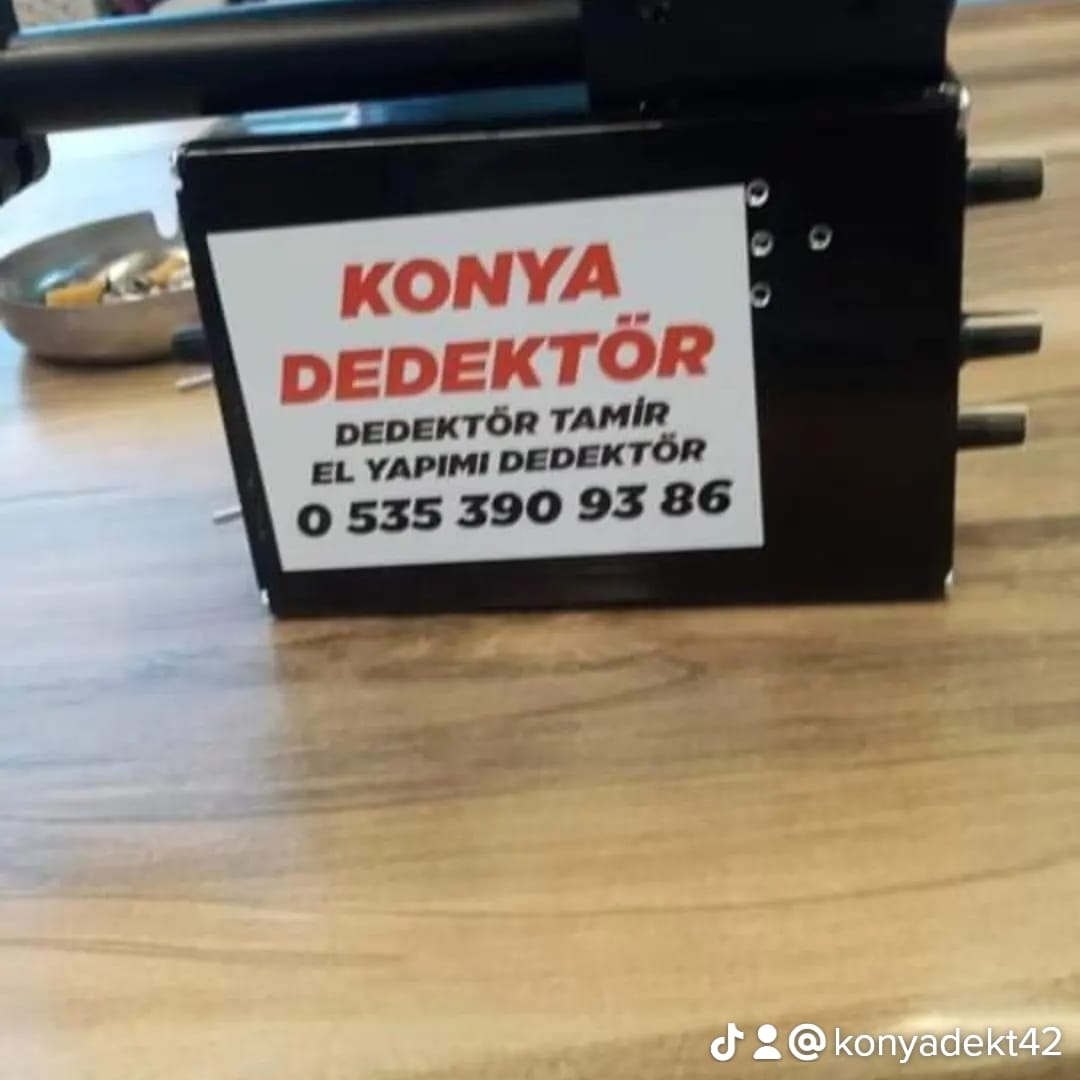 KONYA
DEDEKTÖR
DEDEKTÖR TAMİR
EL YAPIMI DEDEKTÖR
0 535 390 93 86
@konyadekt42